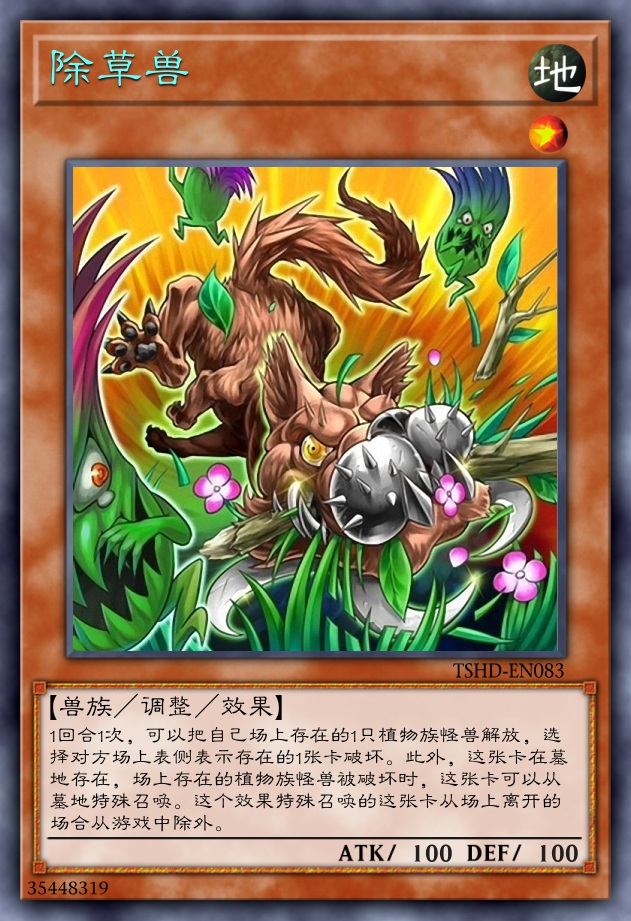 除草兽
地
TSHD-EN083
【兽族／调整／效果】
1回合1次，可以把自己场上存在的1只植物族怪兽解放，选
择对方场上表侧表示存在的1张卡破坏。此外，这张卡在墓
地存在，场上存在的植物族怪兽被破坏时，这张卡可以从
墓地特殊召唤。这个效果特殊召唤的这张卡从场上离开的
场合从游戏中除外。
ATK/ 100 DEF/ 100
35448319